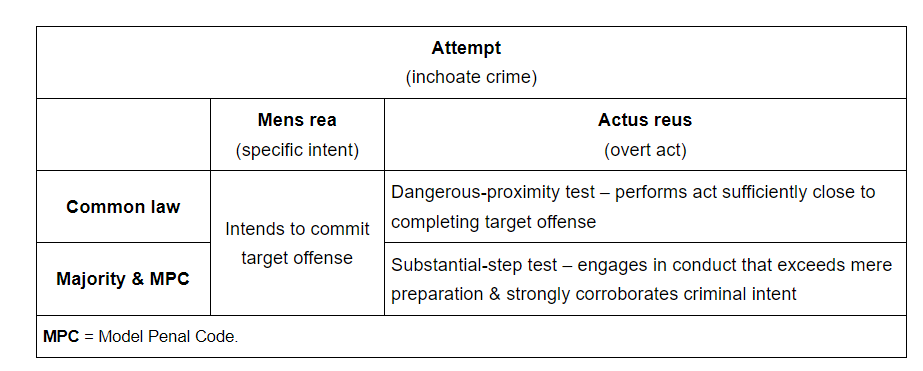 Attempt
(inchoate crime)
Mens rea
(specific intent)
Actus reus
(overt act)
Common law
Intends to commit
target offense
Dangerous-proximity test – performs act sufficiently close to
completing target offense
Majority & MPC
Substantial-step test – engages in conduct that exceeds mere
preparation & strongly corroborates criminal intent
MPC = Model Penal Code.